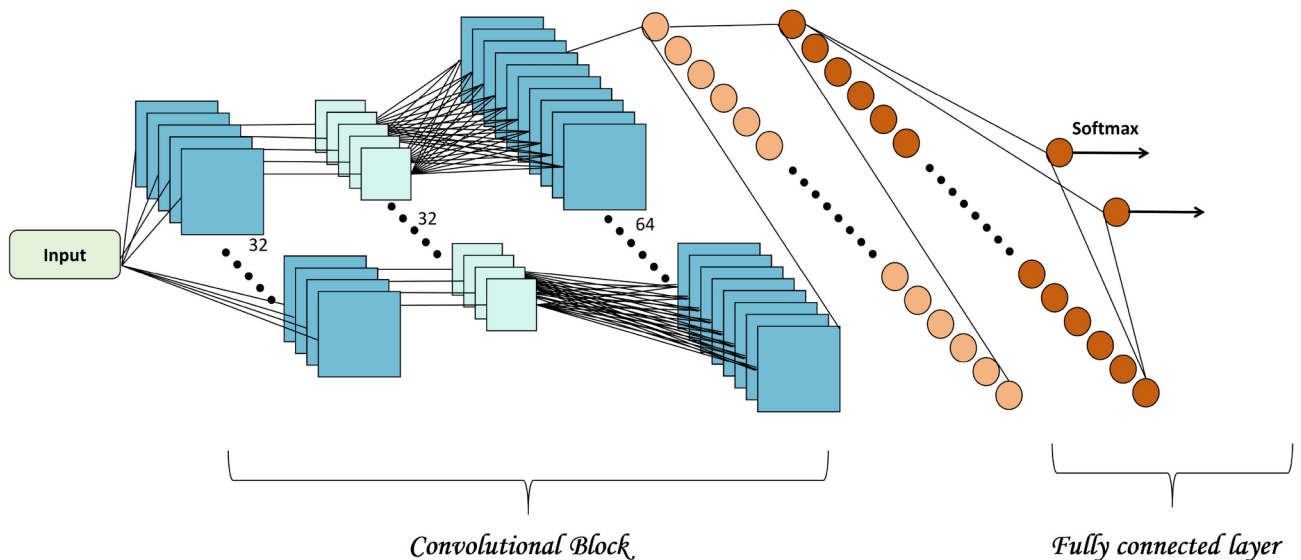 Softmax
32
64
32
Input
Convolutional Block
Fully connected layer